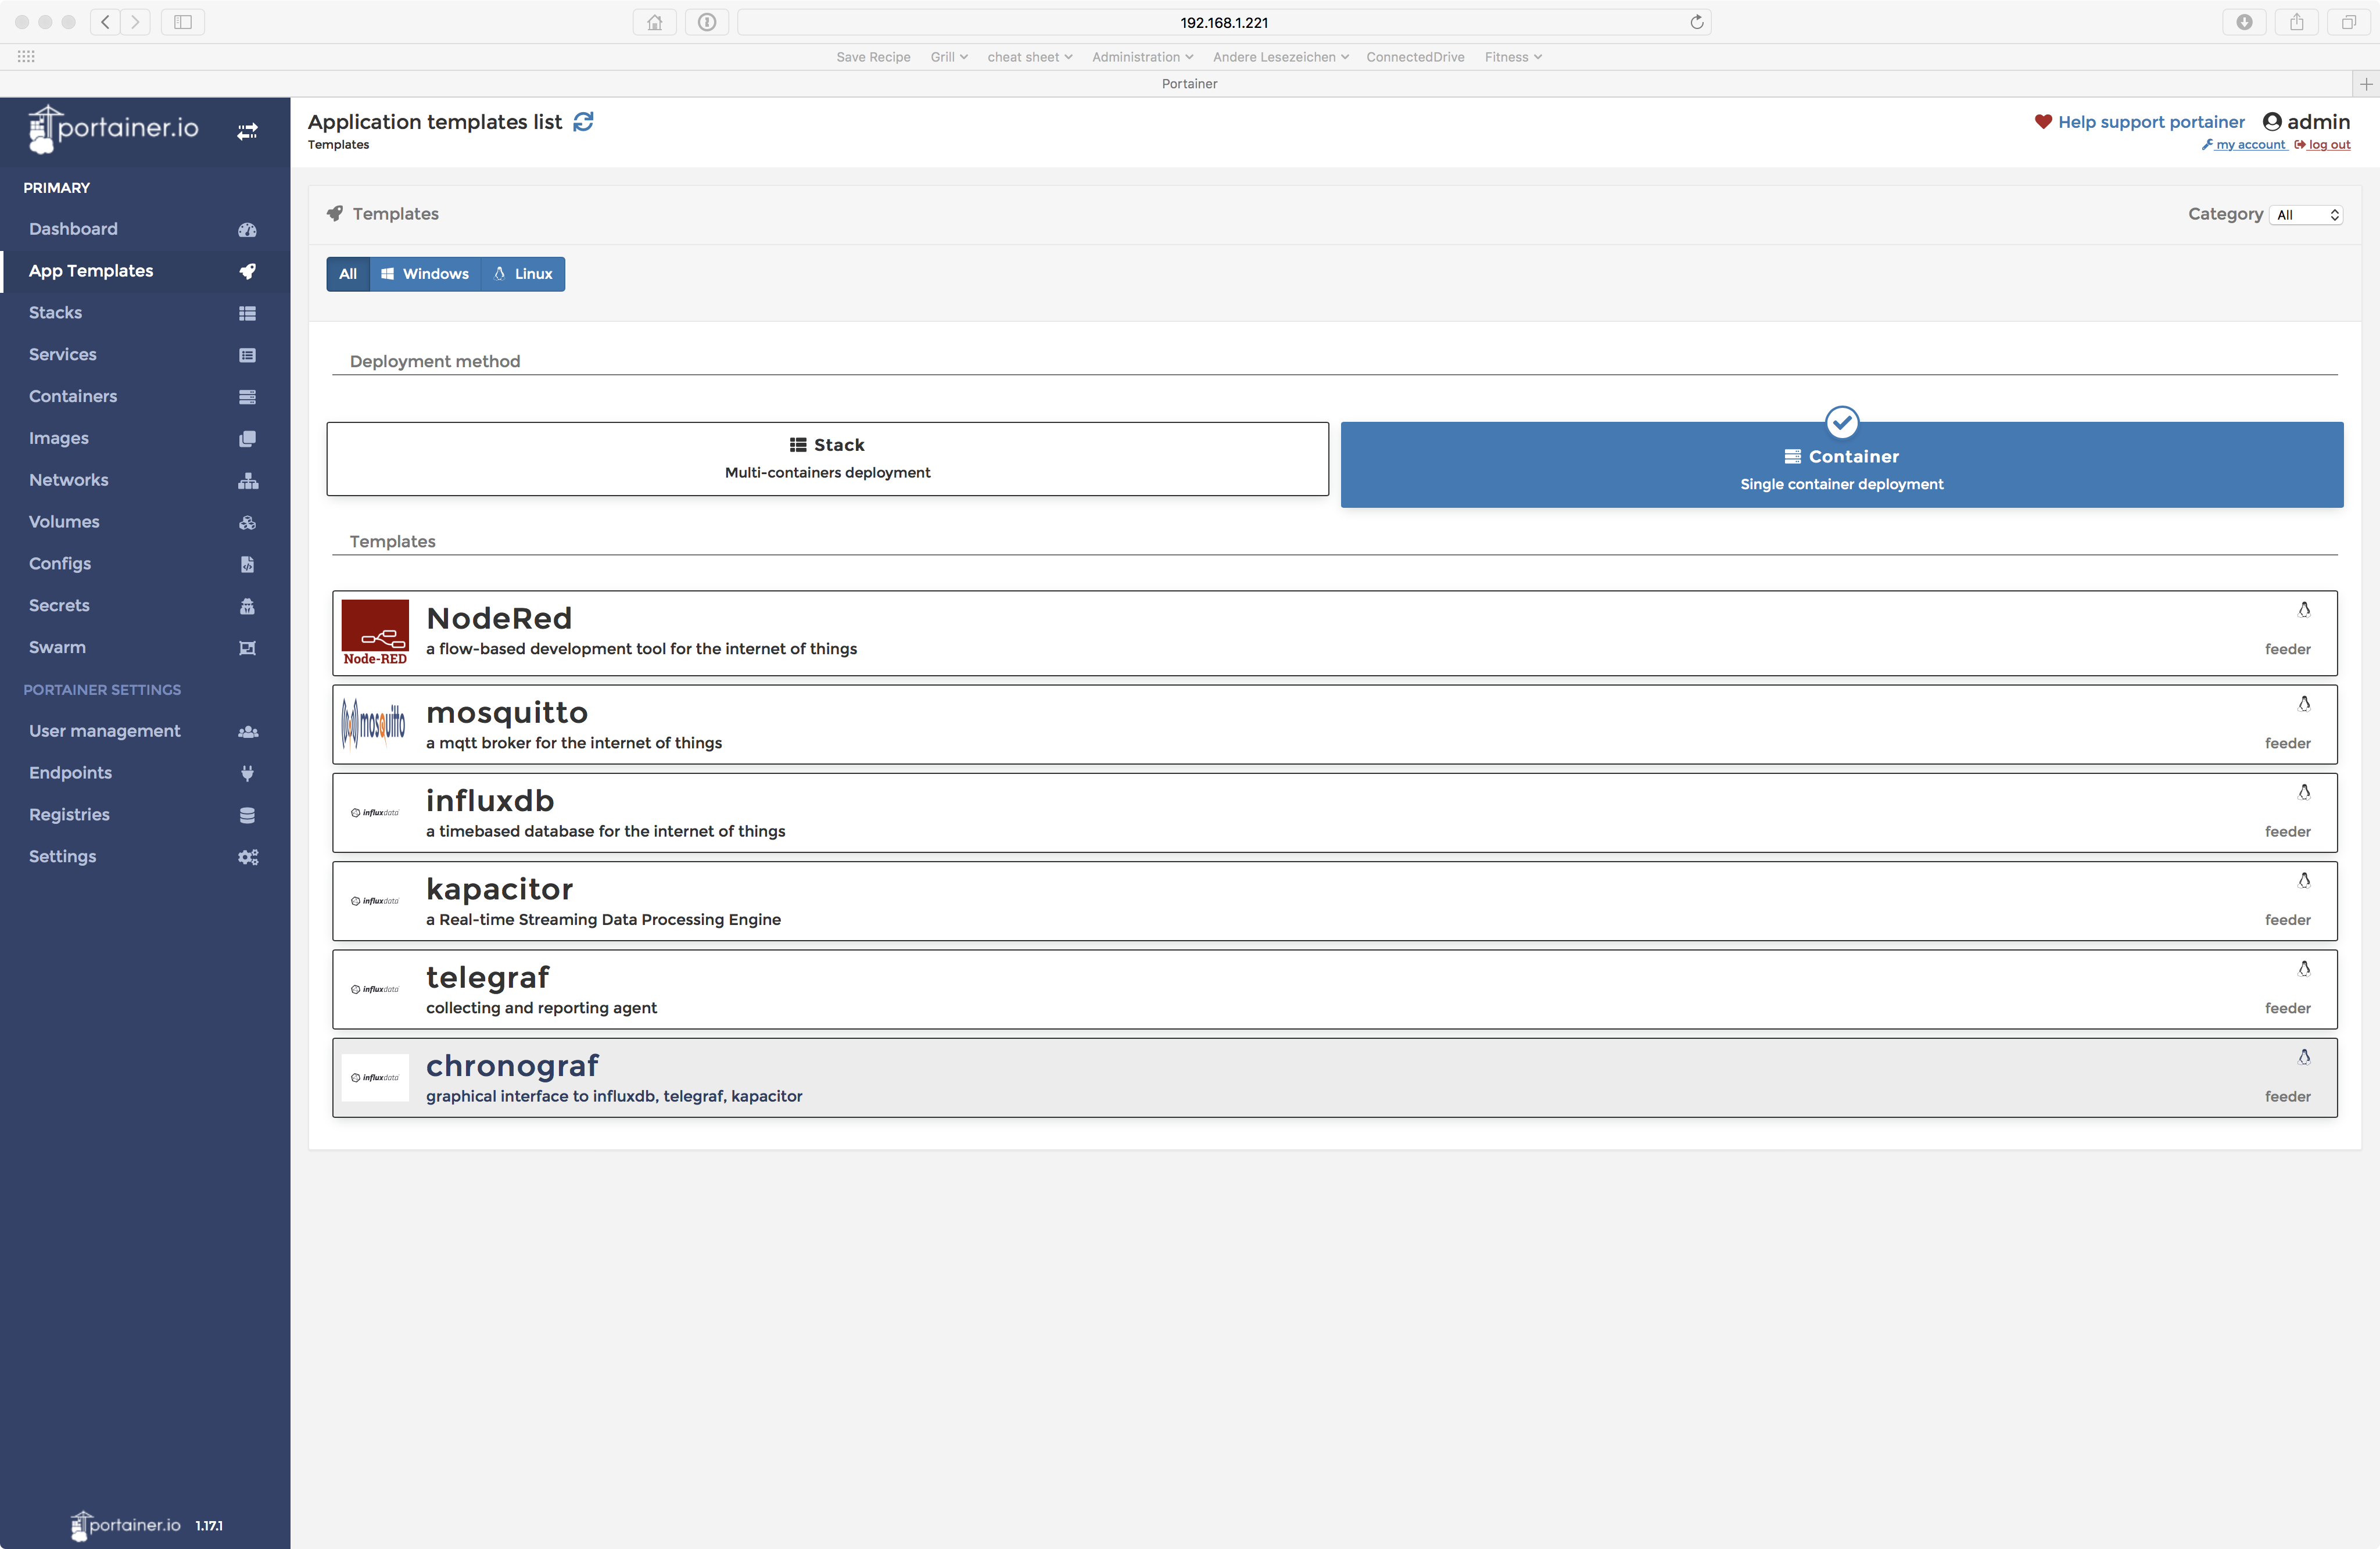 192.168.1.221
Save Recipe Grill cheat sheet Administration Andere Lesezeichen ConnectedDrive Fitness
Portainer
portainer.io
Application templates list
Templates
Help support portainer admin
my account log out
PRIMARY
Dashboard
App Templates
Stacks
Services
Containers
Images
Networks
Volumes
Configs
Secrets
Swarm
PORTAINER SETTINGS
User management
Endpoints
Registries
Settings
portainer.io 1.17.1
Templates
Category All
All Windows Linux
Deployment method
Stack
Multi-containers deployment
Container
Single container deployment
Templates
Node-RED
NodeRed
a flow-based development tool for the internet of things
feeder
mosquitto
mosquitto
a mqtt broker for the internet of things
feeder
influxdata
influxdb
a timebased database for the internet of things
feeder
influxdata
kapacitor
a Real-time Streaming Data Processing Engine
feeder
influxdata
telegraf
collecting and reporting agent
feeder
influxdata
chronograf
graphical interface to influxdb, telegraf, kapacitor
feeder